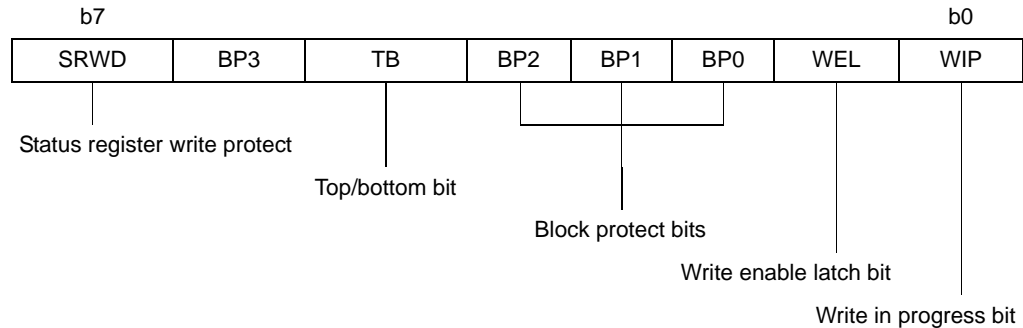 b7 b0
SRWD BP3 TB BP2 BP1 BP0 WEL WIP
Status register write protect
Top/bottom bit
Block protect bits
Write enable latch bit
Write in progress bit